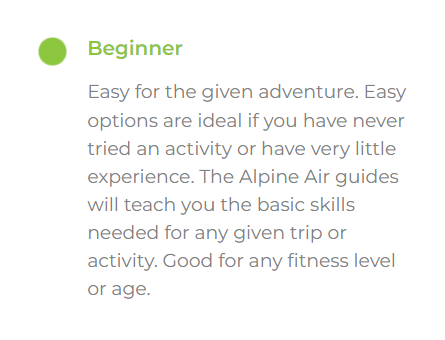 Beginner
Easy for the given adventure. Easy
options are ideal if you have never
tried an activity or have very little
experience. The Alpine Air guides
will teach you the basic skills
needed for any given trip or
activity. Good for any fitness level
or age.